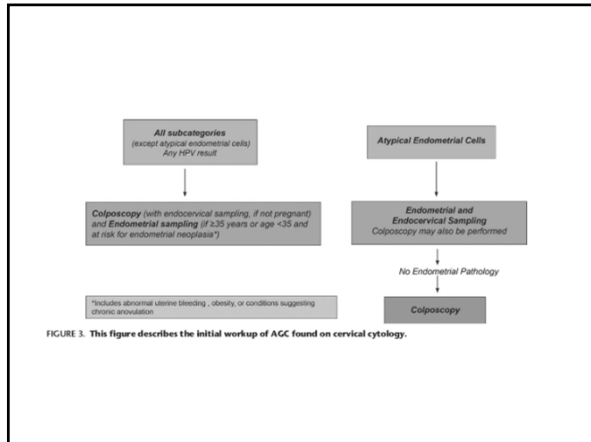 All subcategories
(except atypical endometrial cells)
Any HPV result
Colposcopy (with endocervical sampling, if not pregnant)
and Endometrial sampling (if ≥35 years or age <35 and
at risk for endometrial neoplasia*)
*Includes abnormal uterine bleeding , obesity, or conditions suggesting
chronic anovulation
Atypical Endometrial Cells
Endometrial and
Endocervical Sampling
Colposcopy may also be performed
No Endometrial Pathology
Colposcopy
FIGURE 3. This figure describes the initial workup of AGC found on cervical cytology.